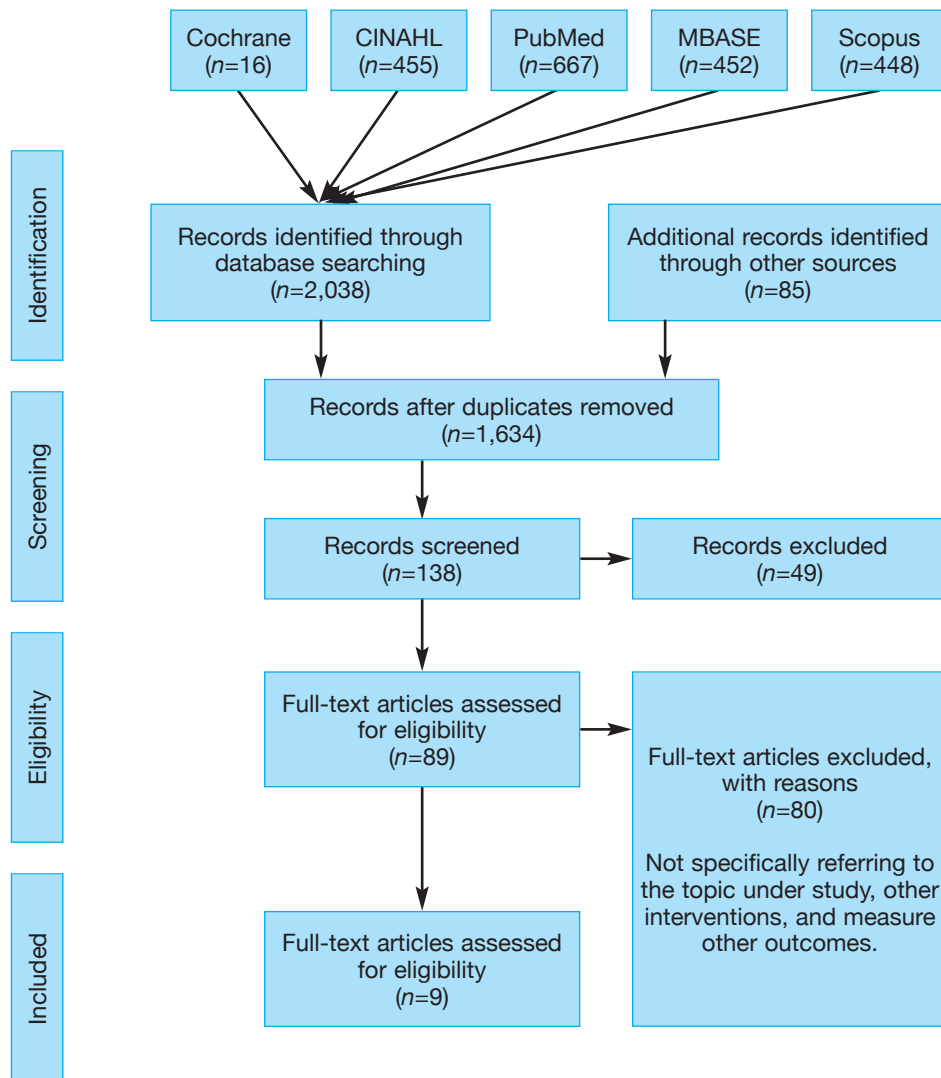 Cochrane
(n=16)
CINAHL
(n=455)
PubMed
(n=667)
MBASE
(n=452)
Scopus
(n=448)
Identification
Records identified through
database searching
(n=2,038)
Additional records identified
through other sources
(n=85)
Screening
Records after duplicates removed
(n=1,634)
Records screened
(n=138)
Records excluded
(n=49)
Eligibility
Full-text articles assessed
for eligibility
(n=89)
Full-text articles excluded,
with reasons
(n=80)
Not specifically referring to
the topic under study, other
interventions, and measure
other outcomes.
Included
Full-text articles assessed
for eligibility
(n=9)